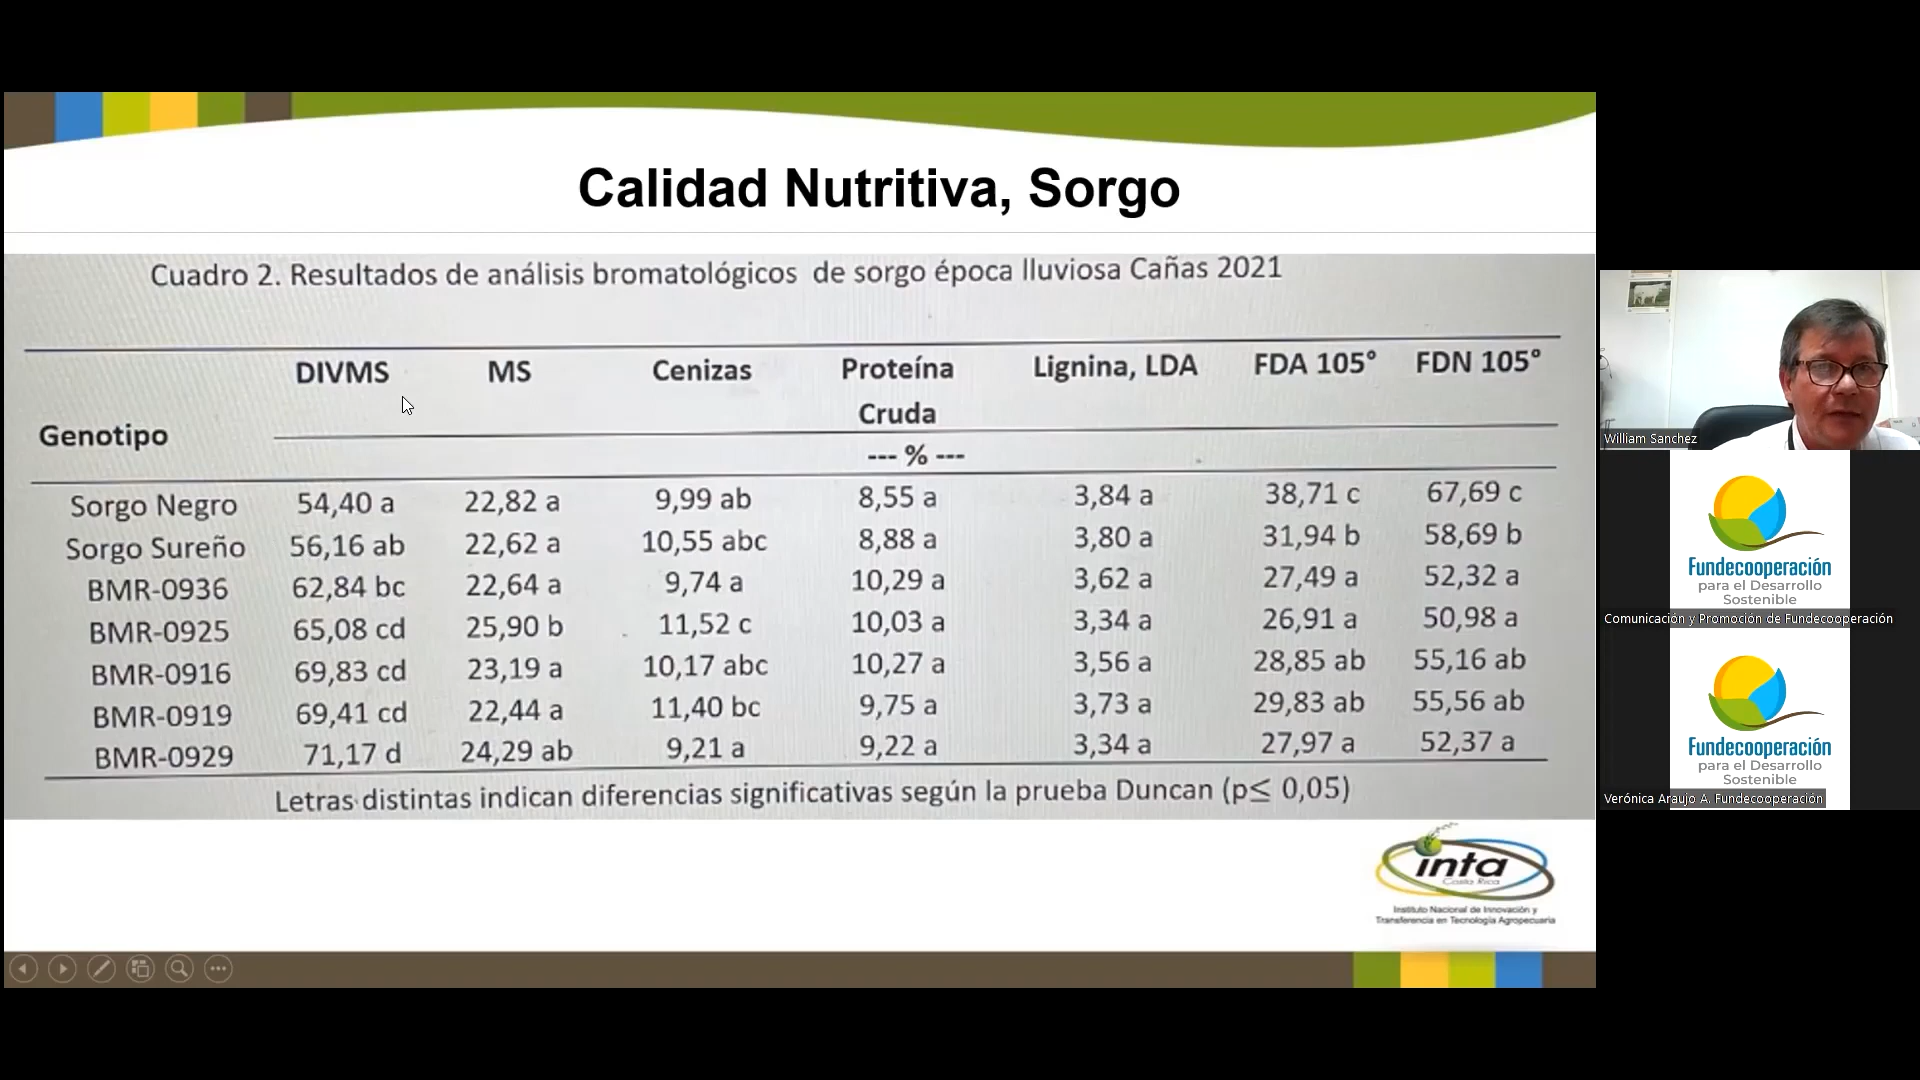 Calidad Nutritiva, Sorgo
Cuadro 2. Resultados de análisis bromatológicos de sorgo época lluviosa Cañas 2021
Genotipo DIVMS MS Cenizas Proteína Cruda Lignina, LDA FDA 105° FDN 105°
--- % ---
Sorgo Negro 54,40 a 22,82 a 9,99 ab 8,55 a 3,84 a 38,71 c 67,69 c
Sorgo Sureño 56,16 ab 22,62 a 10,55 abc 8,88 a 3,80 a 31,94 b 58,69 b
BMR-0936 62,84 bc 22,64 a 9,74 a 10,29 a 3,62 a 27,49 a 52,32 a
BMR-0925 65,08 cd 25,90 b 11,52 c 10,03 a 3,34 a 26,91 a 50,98 a
BMR-0916 69,83 cd 23,19 a 10,17 abc 10,27 a 3,56 a 28,85 ab 55,16 ab
BMR-0919 69,41 cd 22,44 a 11,40 bc 9,75 a 3,73 a 29,83 ab 55,56 ab
BMR-0929 71,17 d 24,29 ab 9,21 a 9,22 a 3,34 a 27,97 a 52,37 a
Letras distintas indican diferencias significativas según la prueba Duncan (p≤ 0,05)
inta
Costa Rica
Instituto Nacional de Innovación y
Transferencia en Tecnología Agropecuaria
William Sanchez
Fundecooperación
para el Desarrollo
Sostenible
Comunicación y Promoción de Fundecooperación
Fundecooperación
para el Desarrollo
Sostenible
Verónica Araujo A. Fundecooperación